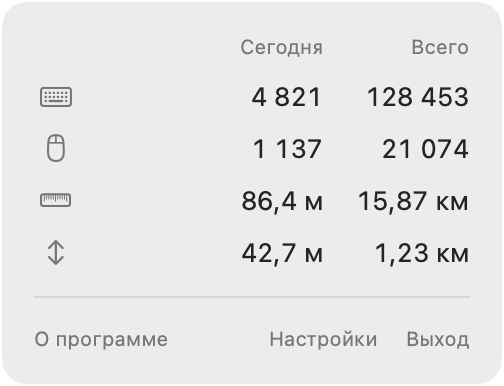 Сегодня Всего
4 821 128 453
1 137 21 074
86,4 м 15,87 км
42,7 м 1,23 км
О программе Настройки Выход